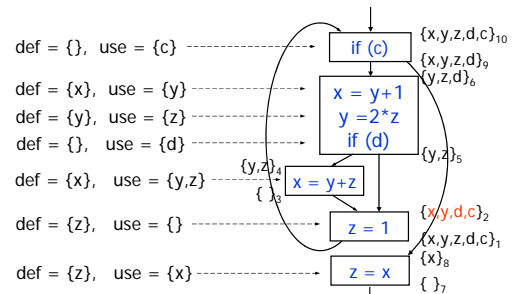 {x,y,z,d,c}10
def = {}, use = {c}
if (c)
{x,y,z,d}9
{y,z,d}6
def = {x}, use = {y}
x = y+1
def = {y}, use = {z}
y =2*z
def = {}, use = {d}
if (d)
{y,z}5
{y,z}4
def = {x}, use = {y,z}
x = y+z
{ }3
{x,y,d,c}2
def = {z}, use = {}
z = 1
{x,y,z,d,c}1
{x}8
def = {z}, use = {x}
z = x
{ }7